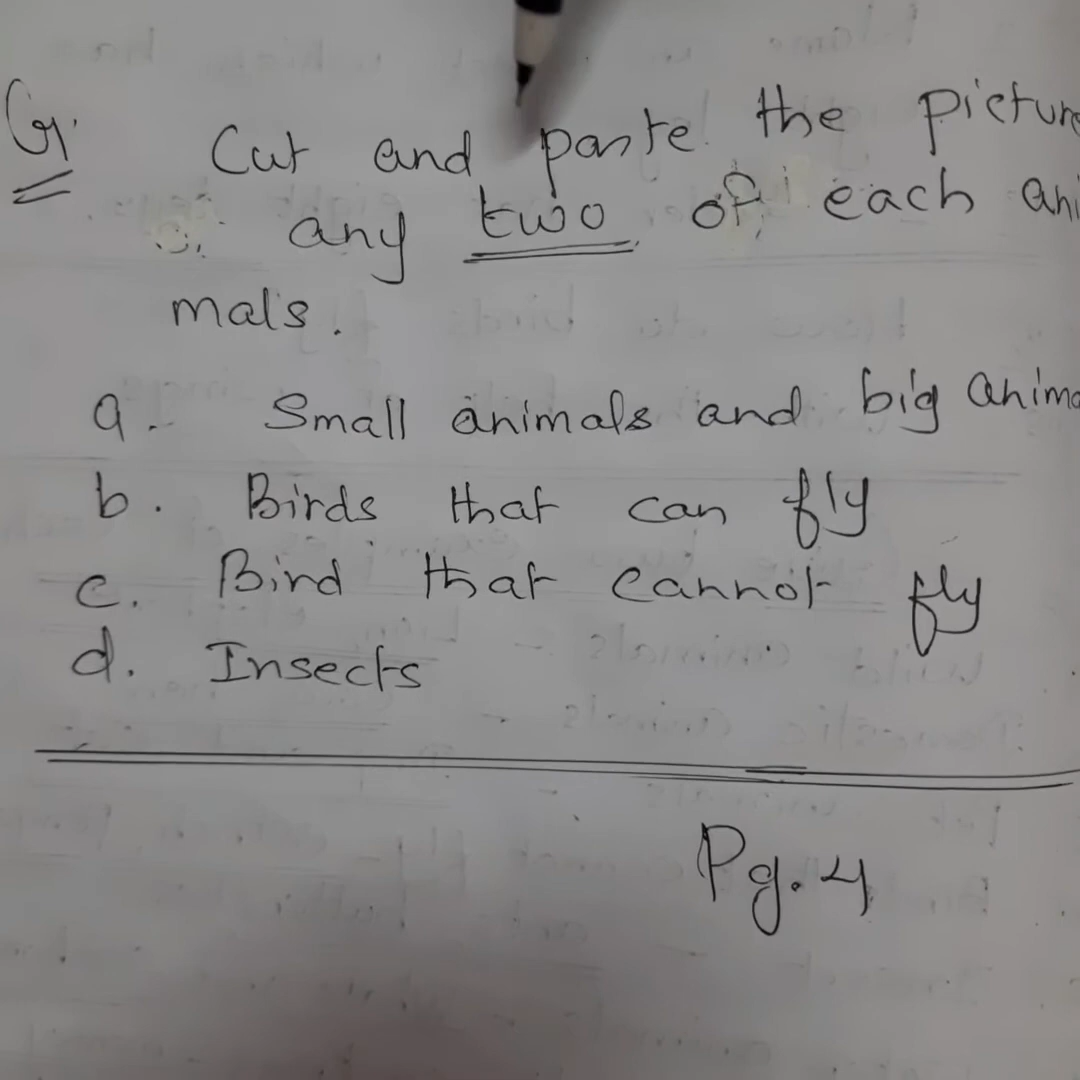 G.
Cut and paste the picture
any two of each ani
mals.
a. Small animals and big anima
b. Birds that can fly
c. Bird that cannot fly
d. Insects
Pg. 4